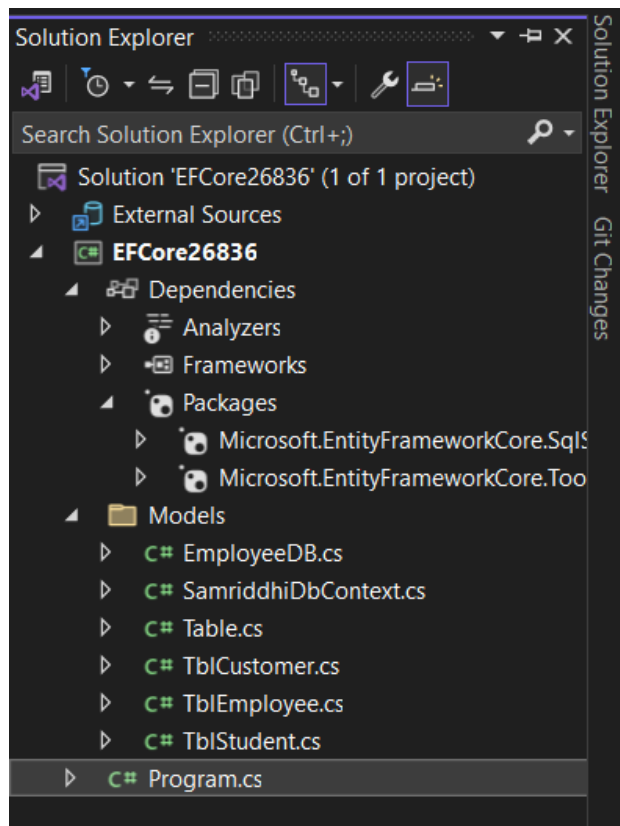 Solution Explorer
Search Solution Explorer (Ctrl+;)
Solution 'EFCore26836' (1 of 1 project)
External Sources
C# EFCore26836
Dependencies
Analyzers
Frameworks
Packages
Microsoft.EntityFrameworkCore.SqlS
Microsoft.EntityFrameworkCore.Too
Models
C# EmployeeDB.cs
C# SamriddhiDbContext.cs
C# Table.cs
C# TblCustomer.cs
C# TblEmployee.cs
C# TblStudent.cs
C# Program.cs
Solution Explorer
Git Changes